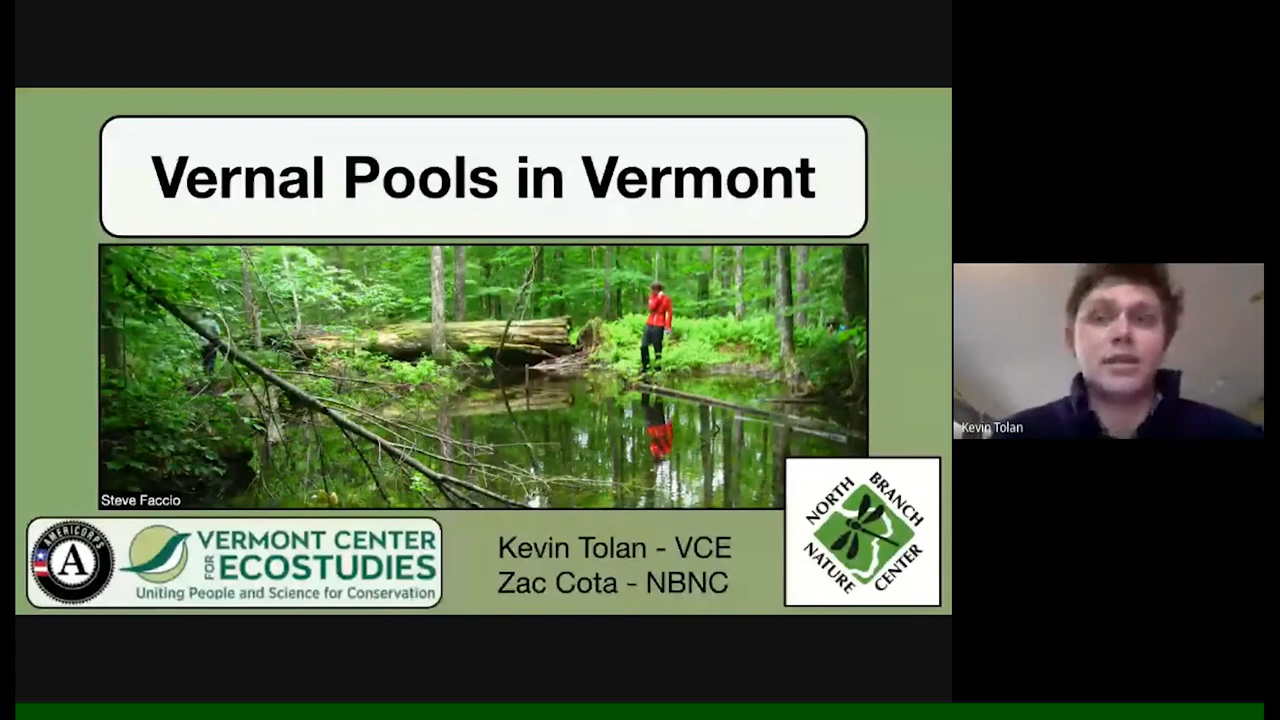 Vernal Pools in Vermont
Steve Faccio
AMERICORPS
A
VERMONT CENTER
FOR ECOSTUDIES
Uniting People and Science for Conservation
Kevin Tolan - VCE
Zac Cota - NBNC
NORTH BRANCH
NATURE CENTER
Kevin Tolan